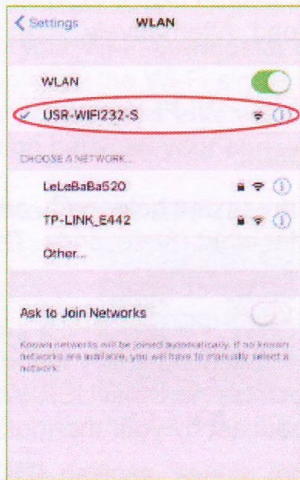 Settings
WLAN
WLAN
USR-WIFI232-S
CHOOSE A NETWORK...
LeLeBaBa520
TP-LINK_E442
Other...
Ask to Join Networks
Known networks will be joined automatically. If no known
networks are available, you will have to manually select a
network.